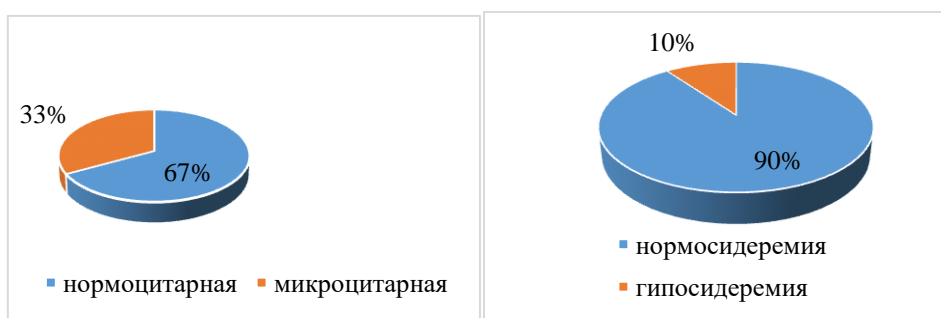 33%
67%
нормоцитарная микроцитарная
10%
90%
нормосидеремия
гипосидеремия